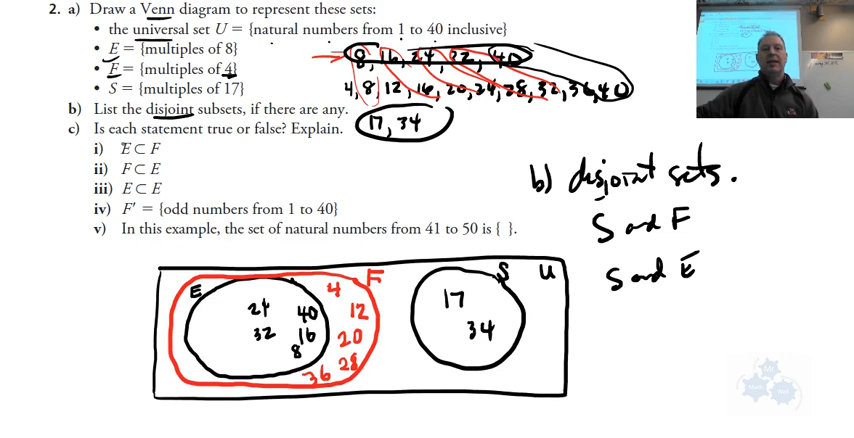 2. a) Draw a Venn diagram to represent these sets:
• the universal set U = {natural numbers from 1 to 40 inclusive}
• E = {multiples of 8}
• F = {multiples of 4}
• S = {multiples of 17}
b) List the disjoint subsets, if there are any.
c) Is each statement true or false? Explain.
i) E ⊂ F
ii) F ⊂ E
iii) E ⊂ E
iv) F′ = {odd numbers from 1 to 40}
v) In this example, the set of natural numbers from 41 to 50 is { }.
8, 16, 24, 32, 40
4, 8, 12, 16, 20, 24, 28, 32, 36, 40
17, 34
b) disjoint sets.
S and F
S and E
E
F
S
U
24
40
32
16
8
4
12
20
28
36
17
34